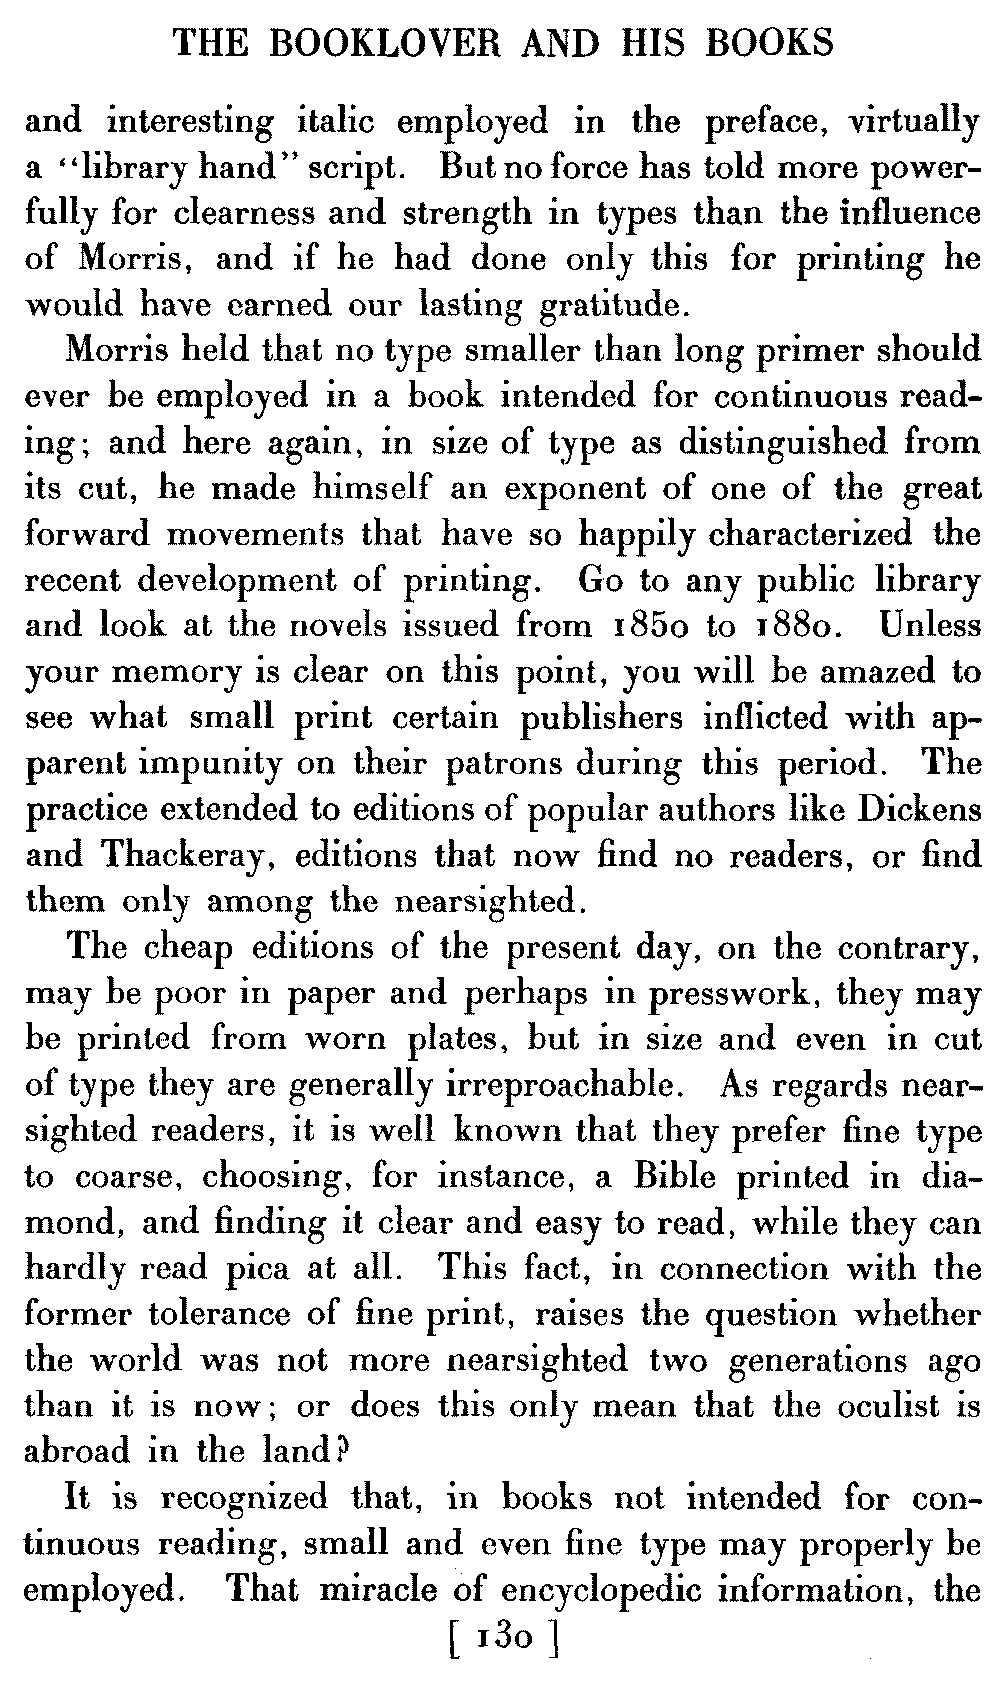 THE BOOKLOVER AND HIS BOOKS
and interesting italic employed in the preface, virtually
a “library hand” script. But no force has told more power-
fully for clearness and strength in types than the influence
of Morris, and if he had done only this for printing he
would have earned our lasting gratitude.
Morris held that no type smaller than long primer should
ever be employed in a book intended for continuous read-
ing; and here again, in size of type as distinguished from
its cut, he made himself an exponent of one of the great
forward movements that have so happily characterized the
recent development of printing. Go to any public library
and look at the novels issued from 1850 to 1880. Unless
your memory is clear on this point, you will be amazed to
see what small print certain publishers inflicted with ap-
parent impunity on their patrons during this period. The
practice extended to editions of popular authors like Dickens
and Thackeray, editions that now find no readers, or find
them only among the nearsighted.
The cheap editions of the present day, on the contrary,
may be poor in paper and perhaps in presswork, they may
be printed from worn plates, but in size and even in cut
of type they are generally irreproachable. As regards near-
sighted readers, it is well known that they prefer fine type
to coarse, choosing, for instance, a Bible printed in dia-
mond, and finding it clear and easy to read, while they can
hardly read pica at all. This fact, in connection with the
former tolerance of fine print, raises the question whether
the world was not more nearsighted two generations ago
than it is now; or does this only mean that the oculist is
abroad in the land?
It is recognized that, in books not intended for con-
tinuous reading, small and even fine type may properly be
employed. That miracle of encyclopedic information, the
[ 130 ]